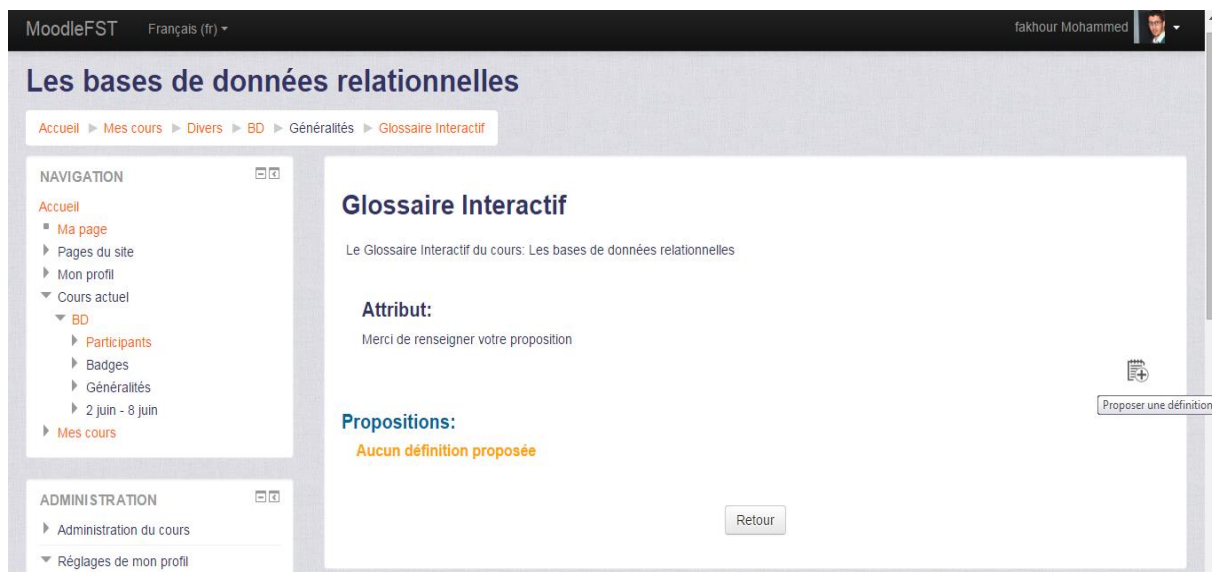 MoodleFST Français (fr) fakhour Mohammed
Les bases de données relationnelles
Accueil Mes cours Divers BD Généralités Glossaire Interactif
NAVIGATION
Accueil
Ma page
Pages du site
Mon profil
Cours actuel
BD
Participants
Badges
Généralités
2 juin - 8 juin
Mes cours
ADMINISTRATION
Administration du cours
Réglages de mon profil
Glossaire Interactif
Le Glossaire Interactif du cours: Les bases de données relationnelles
Attribut:
Merci de renseigner votre proposition
Proposer une définition
Propositions:
Aucun définition proposée
Retour